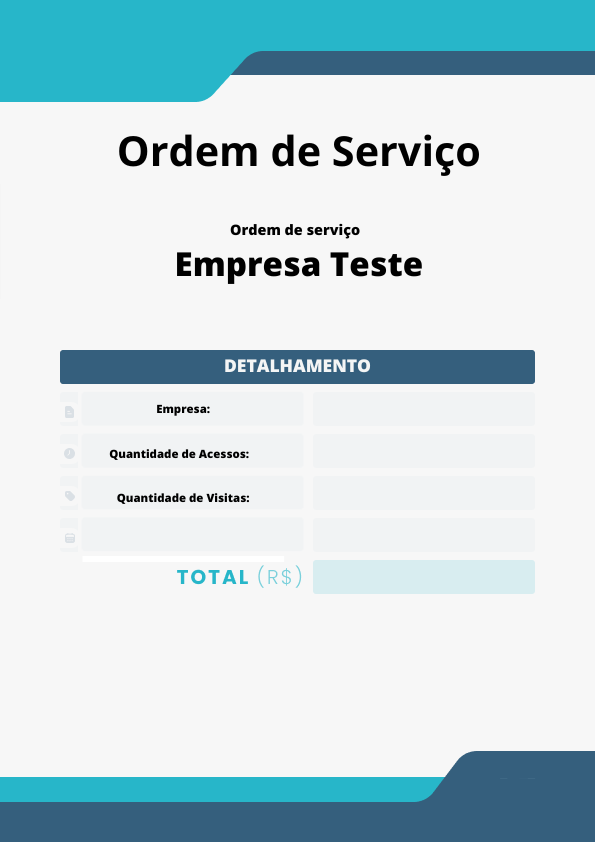 Ordem de Serviço
Ordem de serviço
Empresa Teste
DETALHAMENTO
Empresa:
Quantidade de Acessos:
Quantidade de Visitas:
TOTAL (R$)